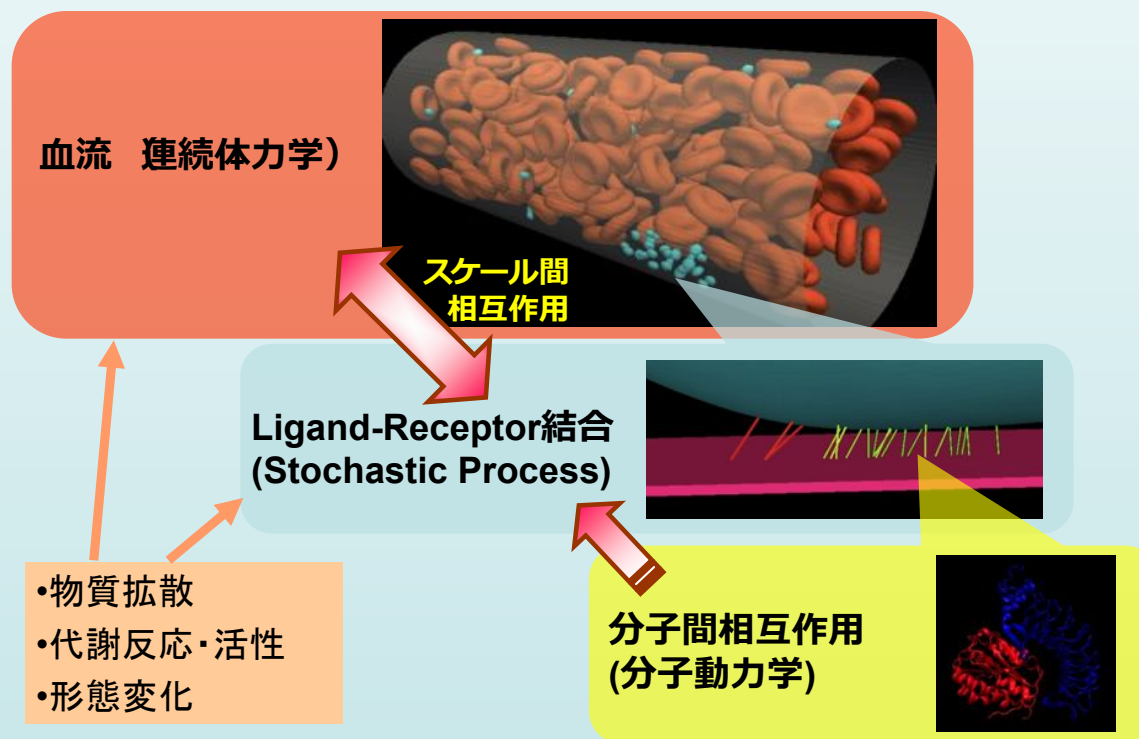 血流 (連続体力学)
スケール間
相互作用
Ligand-Receptor結合
(Stochastic Process)
•物質拡散
•代謝反応・活性
•形態変化
分子間相互作用
(分子動力学)